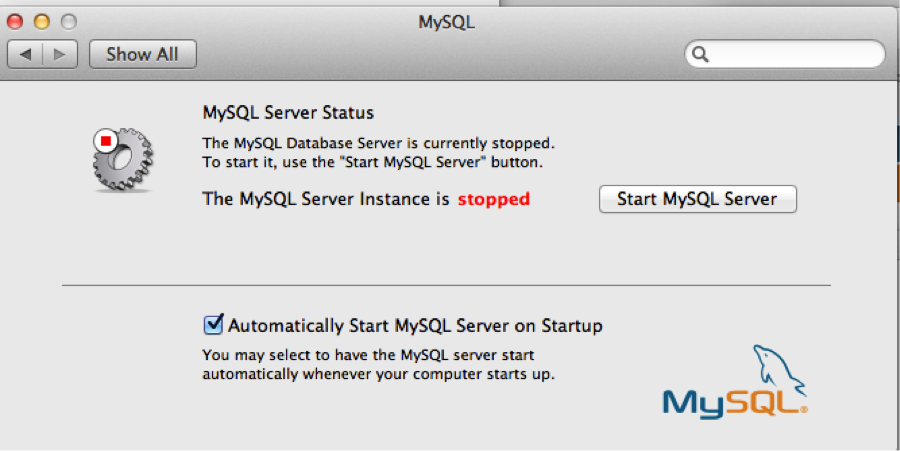 MySQL
Show All
MySQL Server Status
The MySQL Database Server is currently stopped.
To start it, use the "Start MySQL Server" button.
The MySQL Server Instance is stopped
Start MySQL Server
Automatically Start MySQL Server on Startup
You may select to have the MySQL server start
automatically whenever your computer starts up.
MySQL®